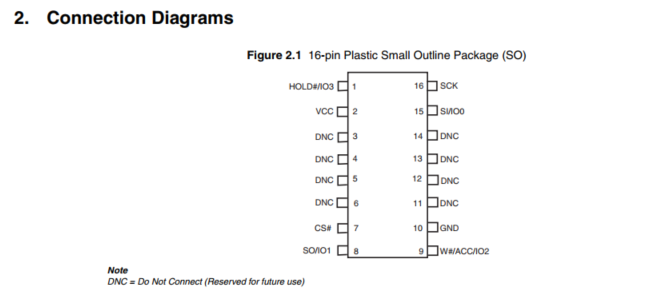 2. Connection Diagrams
Figure 2.1 16-pin Plastic Small Outline Package (SO)
HOLD#/IO3 1 16 SCK
VCC 2 15 SI/IO0
DNC 3 14 DNC
DNC 4 13 DNC
DNC 5 12 DNC
DNC 6 11 DNC
CS# 7 10 GND
SO/IO1 8 9 W#/ACC/IO2
Note
DNC = Do Not Connect (Reserved for future use)